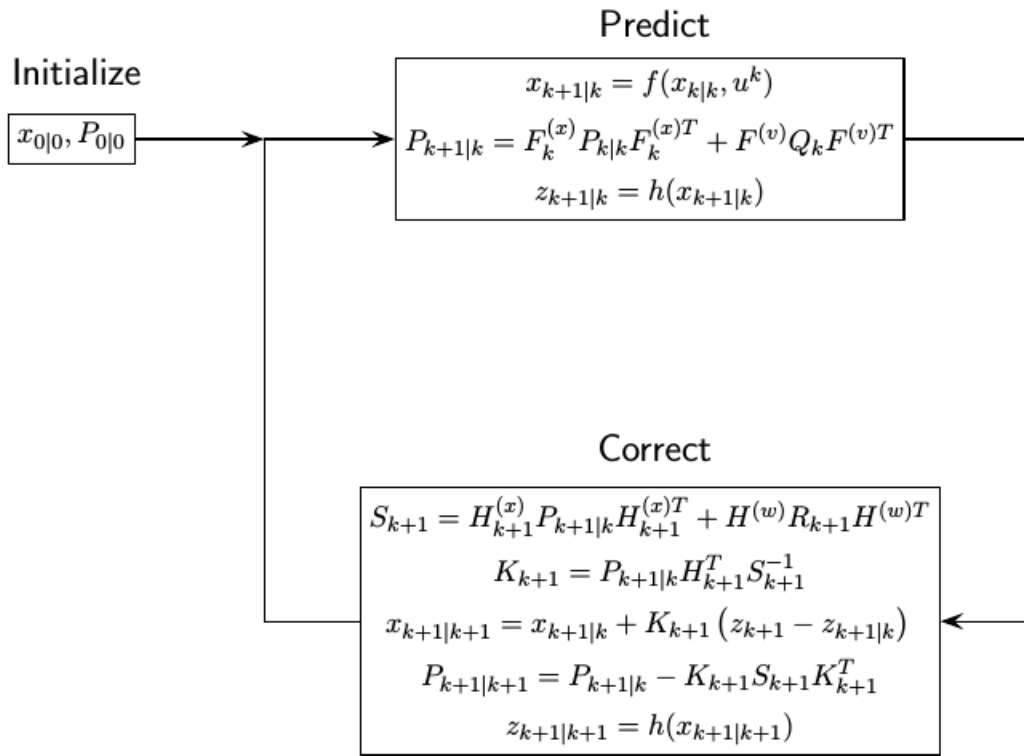 Predict
Initialize
$x_{0|0}, P_{0|0}$
$x_{k+1|k} = f(x_{k|k}, u^k)$
$P_{k+1|k} = F_k^{(x)} P_{k|k} F_k^{(x)T} + F^{(v)} Q_k F^{(v)T}$
$z_{k+1|k} = h(x_{k+1|k})$
Correct
$S_{k+1} = H_{k+1}^{(x)} P_{k+1|k} H_{k+1}^{(x)T} + H^{(w)} R_{k+1} H^{(w)T}$
$K_{k+1} = P_{k+1|k} H_{k+1}^T S_{k+1}^{-1}$
$x_{k+1|k+1} = x_{k+1|k} + K_{k+1} (z_{k+1} - z_{k+1|k})$
$P_{k+1|k+1} = P_{k+1|k} - K_{k+1} S_{k+1} K_{k+1}^T$
$z_{k+1|k+1} = h(x_{k+1|k+1})$